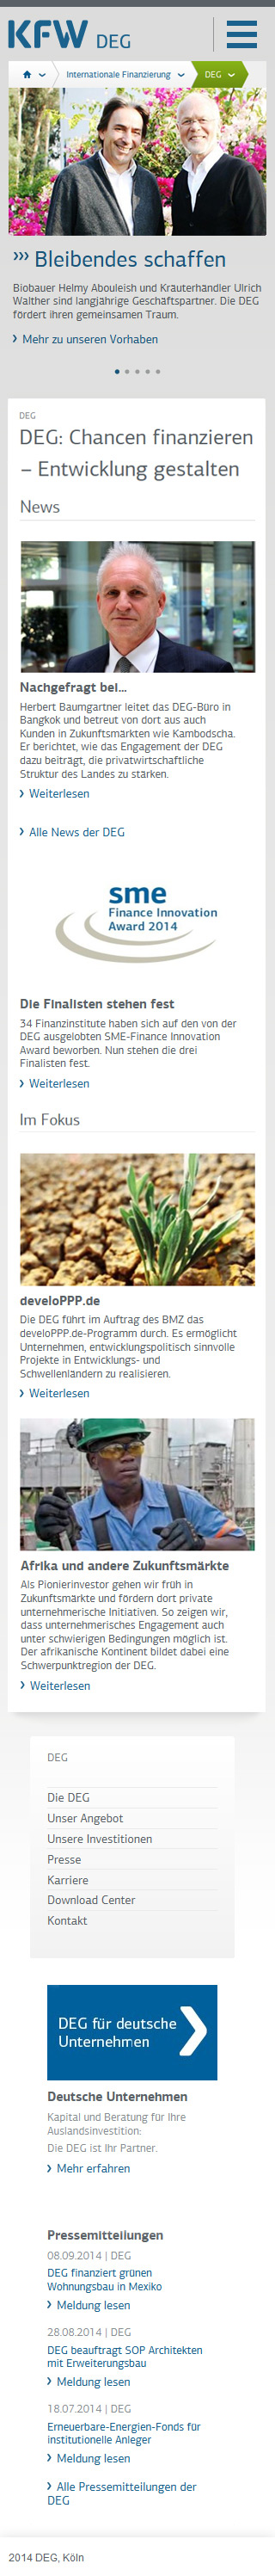 KFW DEG
Internationale Finanzierung DEG
Bleibendes schaffen
Biobauer Helmy Abouleish und Kräuterhändler Ulrich
Walther sind langjährige Geschäftspartner. Die DEG
fördert ihren gemeinsamen Traum.
Mehr zu unseren Vorhaben
DEG
DEG: Chancen finanzieren
– Entwicklung gestalten
News
Nachgefragt bei...
Herbert Baumgartner leitet das DEG-Büro in
Bangkok und betreut von dort aus auch
Kunden in Zukunftsmärkten wie Kambodscha.
Er berichtet, wie das Engagement der DEG
dazu beiträgt, die privatwirtschaftliche
Struktur des Landes zu stärken.
Weiterlesen
Alle News der DEG
sme
Finance Innovation
Award 2014
Die Finalisten stehen fest
34 Finanzinstitute haben sich auf den von der
DEG ausgelobten SME-Finance Innovation
Award beworben. Nun stehen die drei
Finalisten fest.
Weiterlesen
Im Fokus
develoPPP.de
Die DEG führt im Auftrag des BMZ das
develoPPP.de-Programm durch. Es ermöglicht
Unternehmen, entwicklungspolitisch sinnvolle
Projekte in Entwicklungs- und
Schwellenländern zu realisieren.
Weiterlesen
Afrika und andere Zukunftsmärkte
Als Pionierinvestor gehen wir früh in
Zukunftsmärkte und fördern dort private
unternehmerische Initiativen. So zeigen wir,
dass unternehmerisches Engagement auch
unter schwierigen Bedingungen möglich ist.
Der afrikanische Kontinent bildet dabei eine
Schwerpunktregion der DEG.
Weiterlesen
DEG
Die DEG
Unser Angebot
Unsere Investitionen
Presse
Karriere
Download Center
Kontakt
DEG für deutsche
Unternehmen
Deutsche Unternehmen
Kapital und Beratung für Ihre
Auslandsinvestition:
Die DEG ist Ihr Partner.
Mehr erfahren
Pressemitteilungen
08.09.2014 | DEG
DEG finanziert grünen
Wohnungsbau in Mexiko
Meldung lesen
28.08.2014 | DEG
DEG beauftragt SOP Architekten
mit Erweiterungsbau
Meldung lesen
18.07.2014 | DEG
Erneuerbare-Energien-Fonds für
institutionelle Anleger
Meldung lesen
Alle Pressemitteilungen der
DEG
2014 DEG, Köln